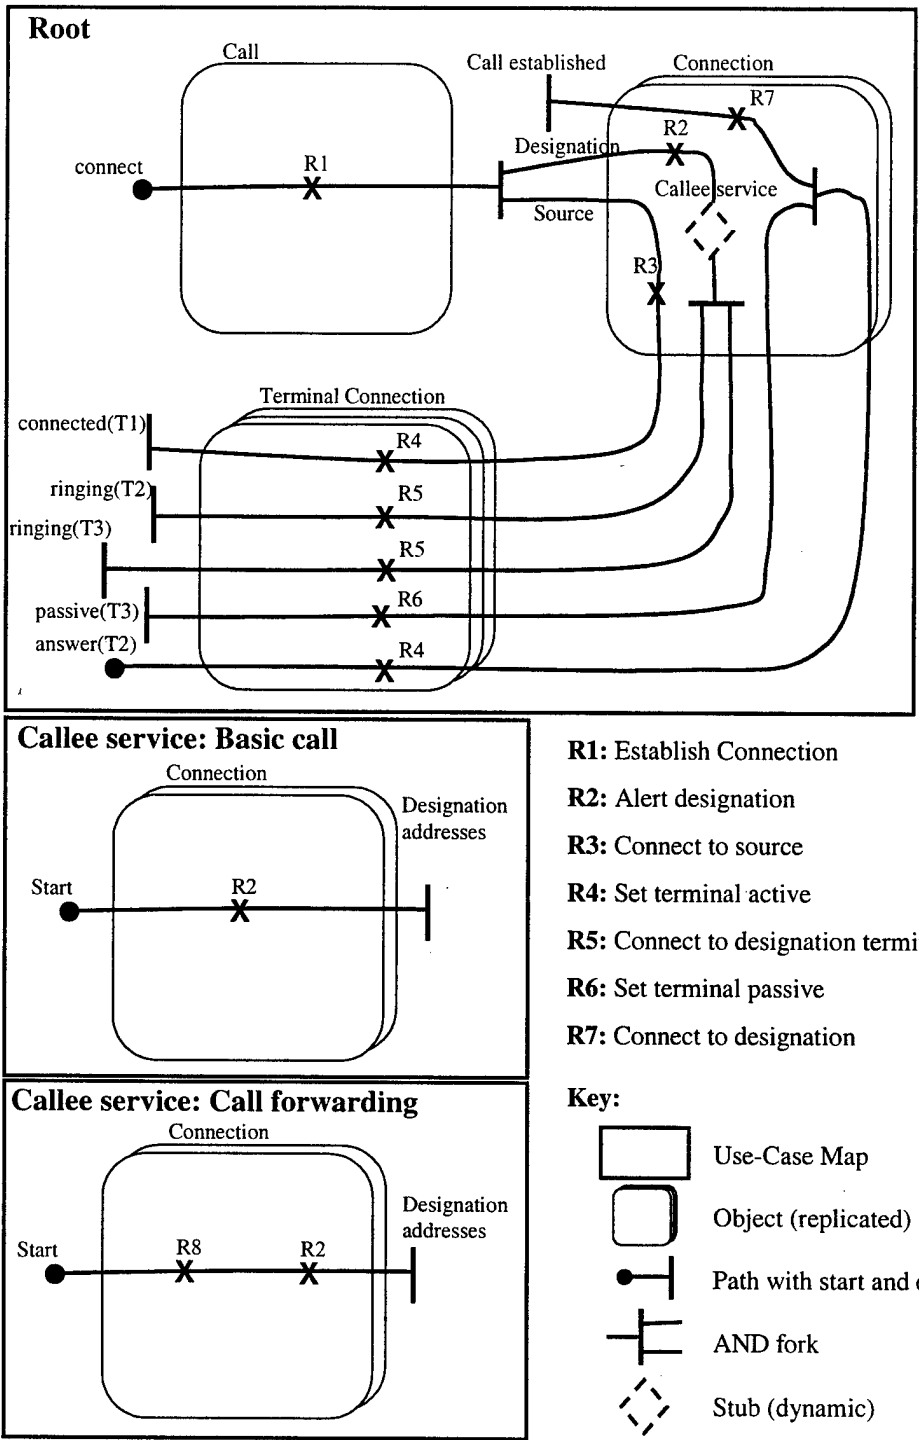 Root
Call
Call established
Connection
R7
R2
Designation
connect
R1
Callee service
Source
R3
Terminal Connection
connected(T1)
R4
ringing(T2)
R5
ringing(T3)
R5
passive(T3)
R6
answer(T2)
R4
Callee service: Basic call
Connection
Designation
addresses
Start
R2
R1: Establish Connection
R2: Alert designation
R3: Connect to source
R4: Set terminal active
R5: Connect to designation termi
R6: Set terminal passive
R7: Connect to designation
Callee service: Call forwarding
Connection
Designation
addresses
Start
R8
R2
Key:
Use-Case Map
Object (replicated)
Path with start and
AND fork
Stub (dynamic)